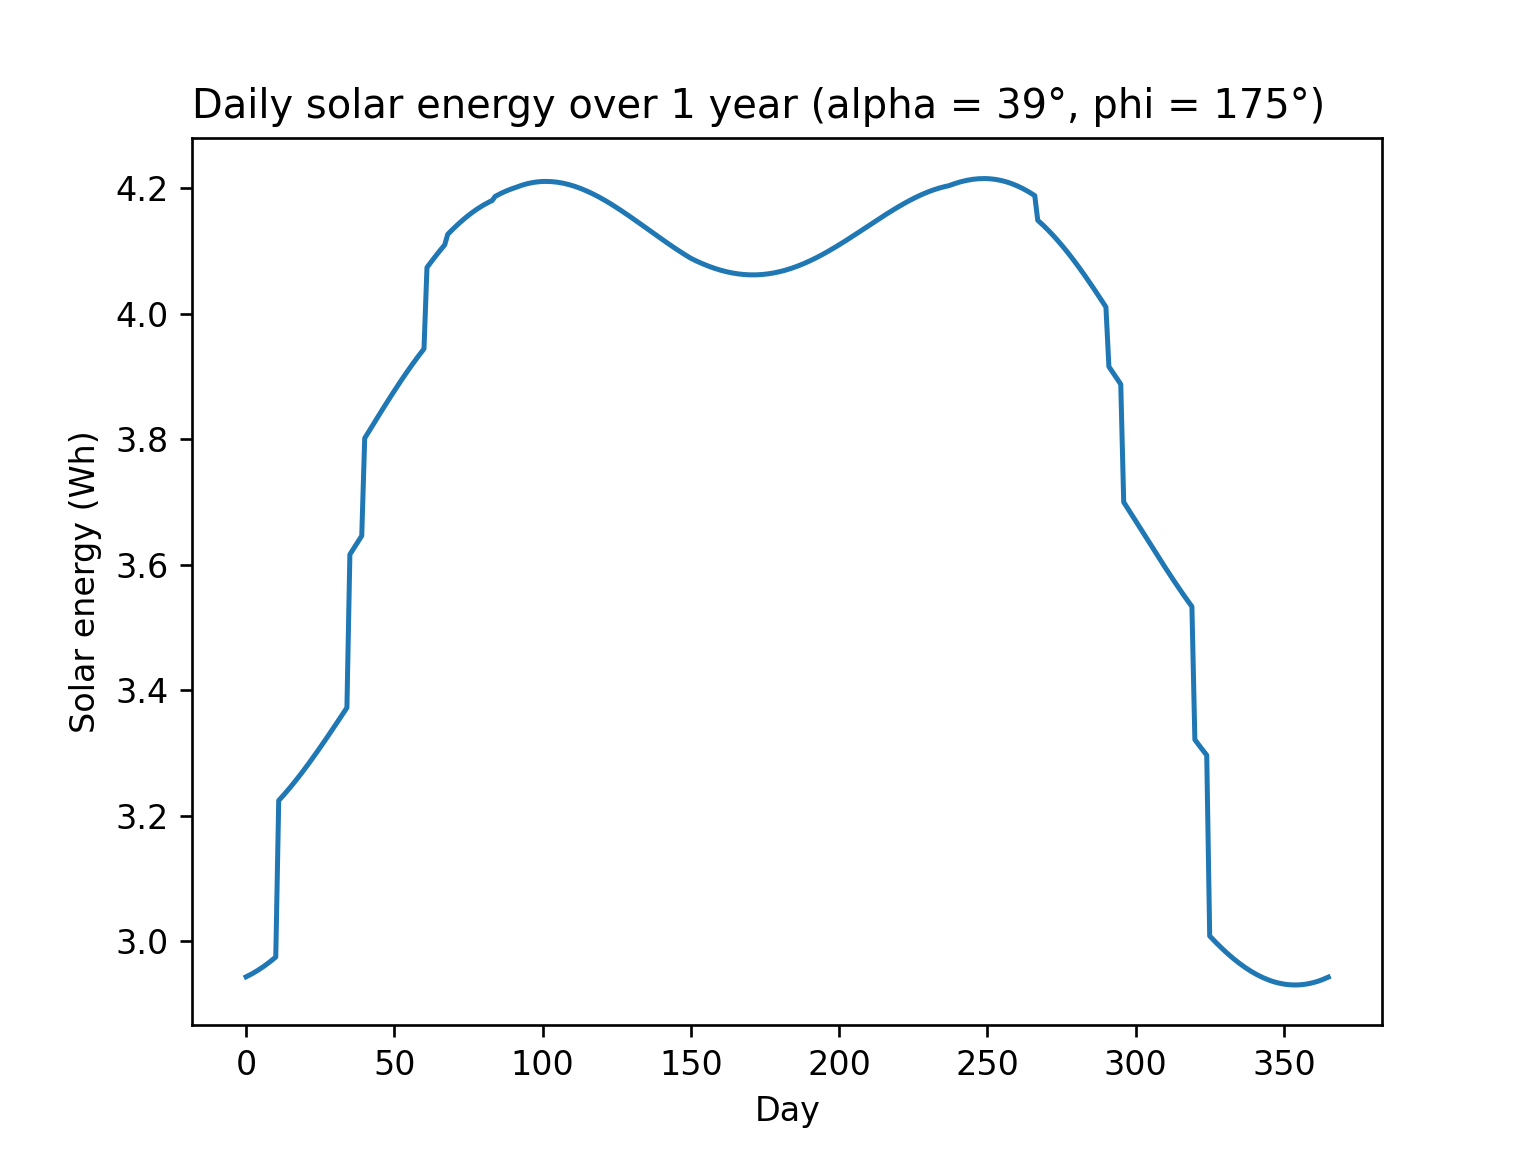 Daily solar energy over 1 year (alpha = 39°, phi = 175°)
4.2
4.0
3.8
3.6
3.4
3.2
3.0
Solar energy (Wh)
0 50 100 150 200 250 300 350
Day